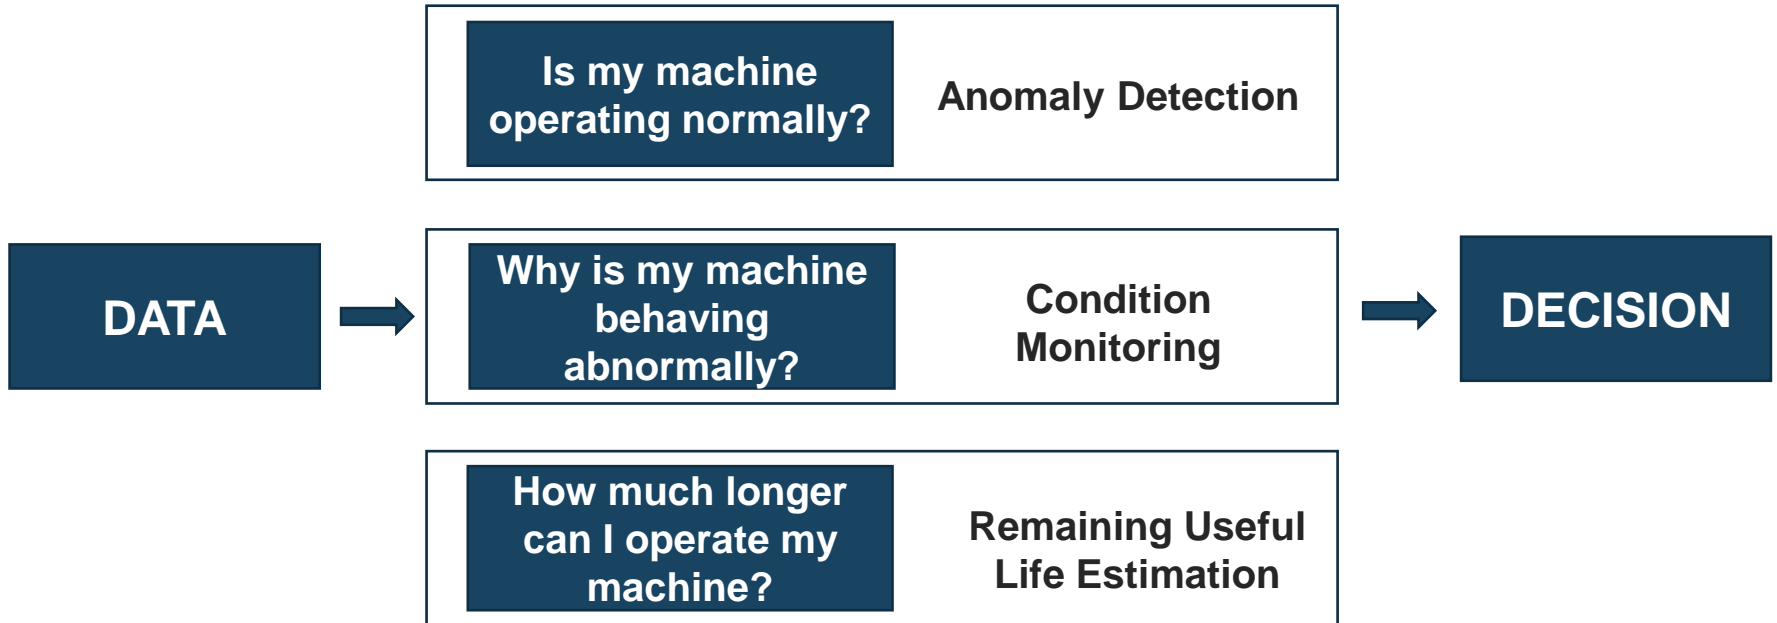 DATA
Is my machine
operating normally?
Anomaly Detection
Why is my machine
behaving
abnormally?
Condition
Monitoring
How much longer
can I operate my
machine?
Remaining Useful
Life Estimation
DECISION